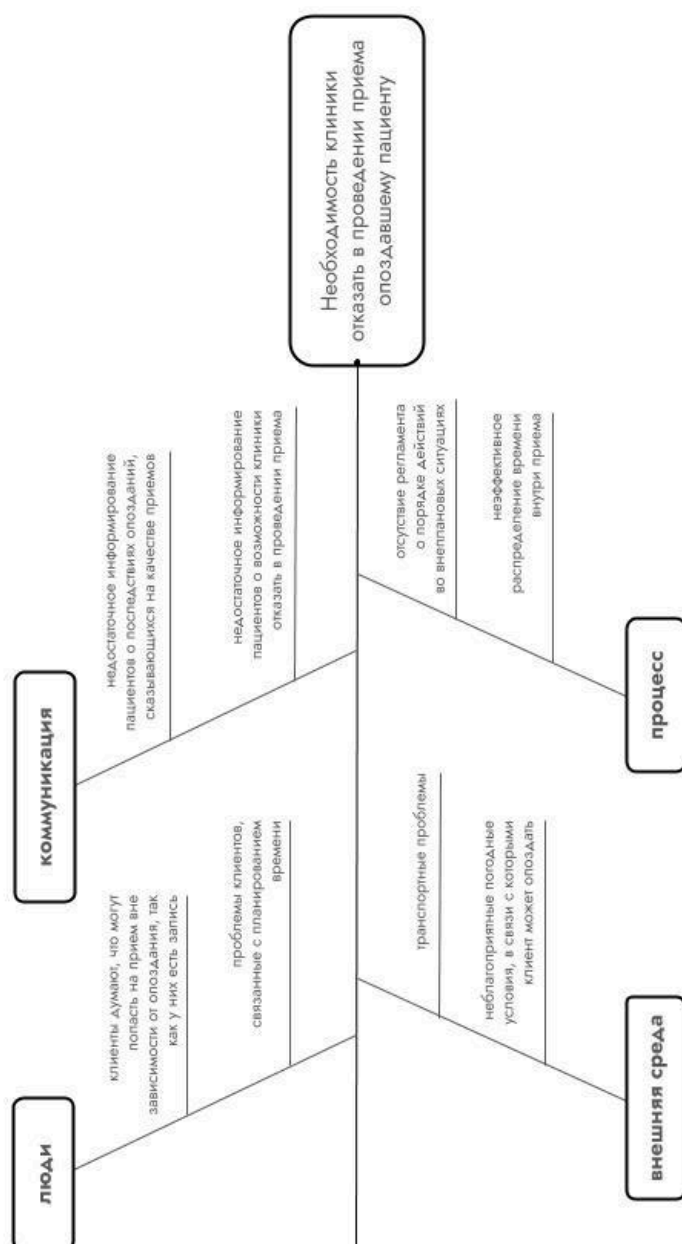 люди
клиенты думают, что могут
попасть на прием вне
зависимости от опоздания, так
как у них есть запись
проблемы клиентов,
связанные с планированием
времени
коммуникация
недостаточное информирование
пациентов о последствиях опозданий,
сказывающихся на качестве приемов
недостаточное информирование
пациентов о возможности клиники
отказать в проведении приема
Необходимость клиники
отказать в проведении приема
опоздавшему пациенту
транспортные проблемы
неблагоприятные погодные
условия, в связи с которыми
клиент может опоздать
внешняя среда
отсутствие регламента
о порядке действий
во внеплановых ситуациях
неэффективное
распределение времени
внутри приема
процесс